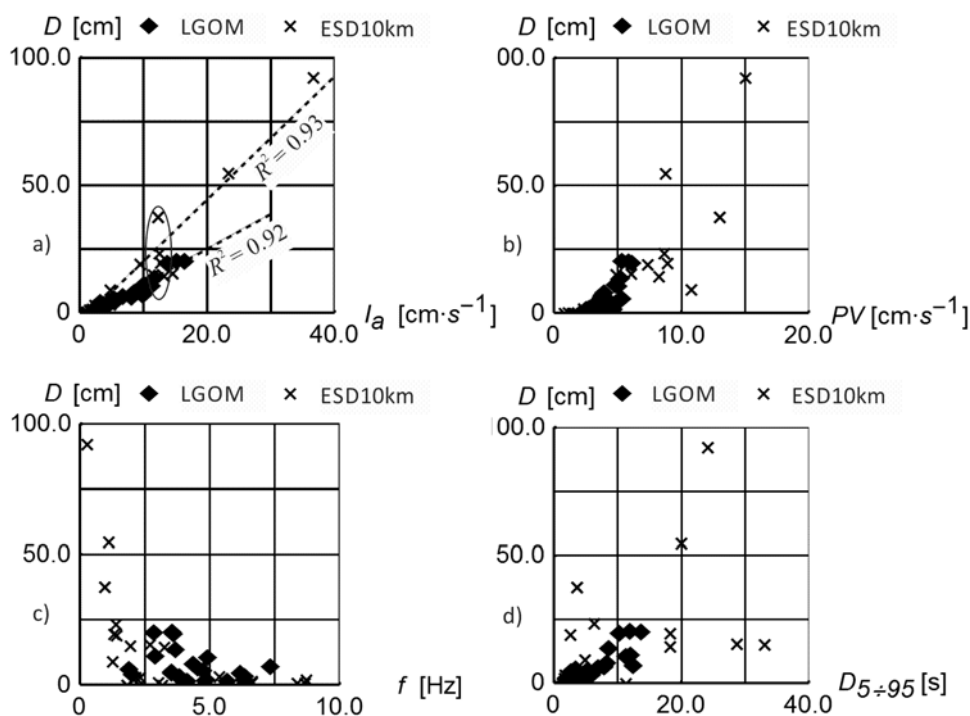 D [cm] ◆ LGOM × ESD10km
100.0
50.0
0
0 20.0 40.0
a)
R² = 0.93
R² = 0.92
I_a [cm·s⁻¹]
D [cm] ◆ LGOM × ESD10km
00.0
50.0
0
0.0 10.0 20.0
b)
PV [cm·s⁻¹]
D [cm] ◆ LGOM × ESD10km
100.0
50.0
0
0 5.0 10.0
c)
f [Hz]
D [cm] ◆ LGOM × ESD10km
00.0
50.0
0
0.0 20.0 40.0
d)
D_5÷95 [s]